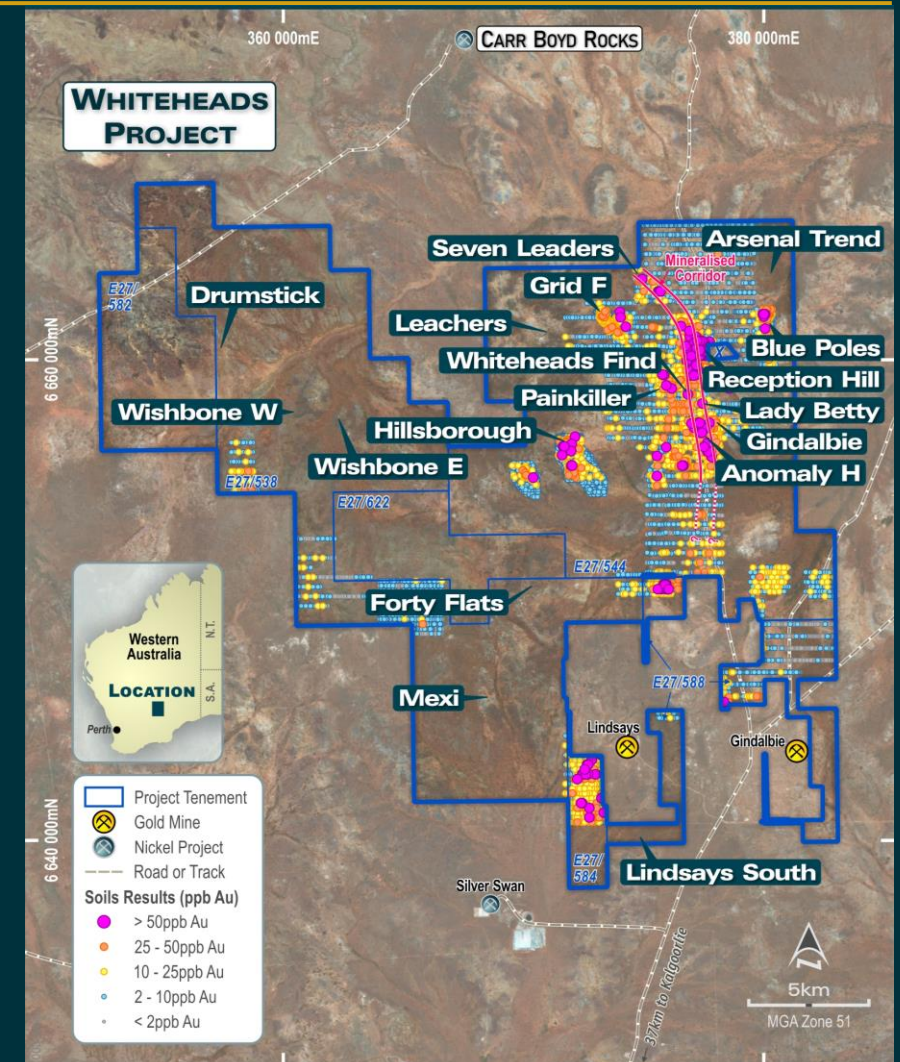 360 000mE
CARR BOYD ROCKS
380 000mE
WHITEHEADS
PROJECT
Seven Leaders
Arsenal Trend
Mineralised
Corridor
Grid F
E27/
582
Drumstick
Leachers
6 660 000mN
Blue Poles
Whiteheads Find
X
Reception Hill
Painkiller
Lady Betty
Wishbone W
Hillsborough
Gindalbie
Wishbone E
Anomaly H
E27/538
E27/622
E27/544
Forty Flats
Western
Australia
N.T.
LOCATION
S.A.
Perth
E27/588
Mexi
Lindsays
Gindalbie
Project Tenement
Gold Mine
Nickel Project
Road or Track
Soils Results (ppb Au)
> 50ppb Au
25 - 50ppb Au
10 - 25ppb Au
2 - 10ppb Au
< 2ppb Au
6 640 000mN
E27/
584
Lindsays South
Silver Swan
37km to Kalgoorlie
N
5km
MGA Zone 51